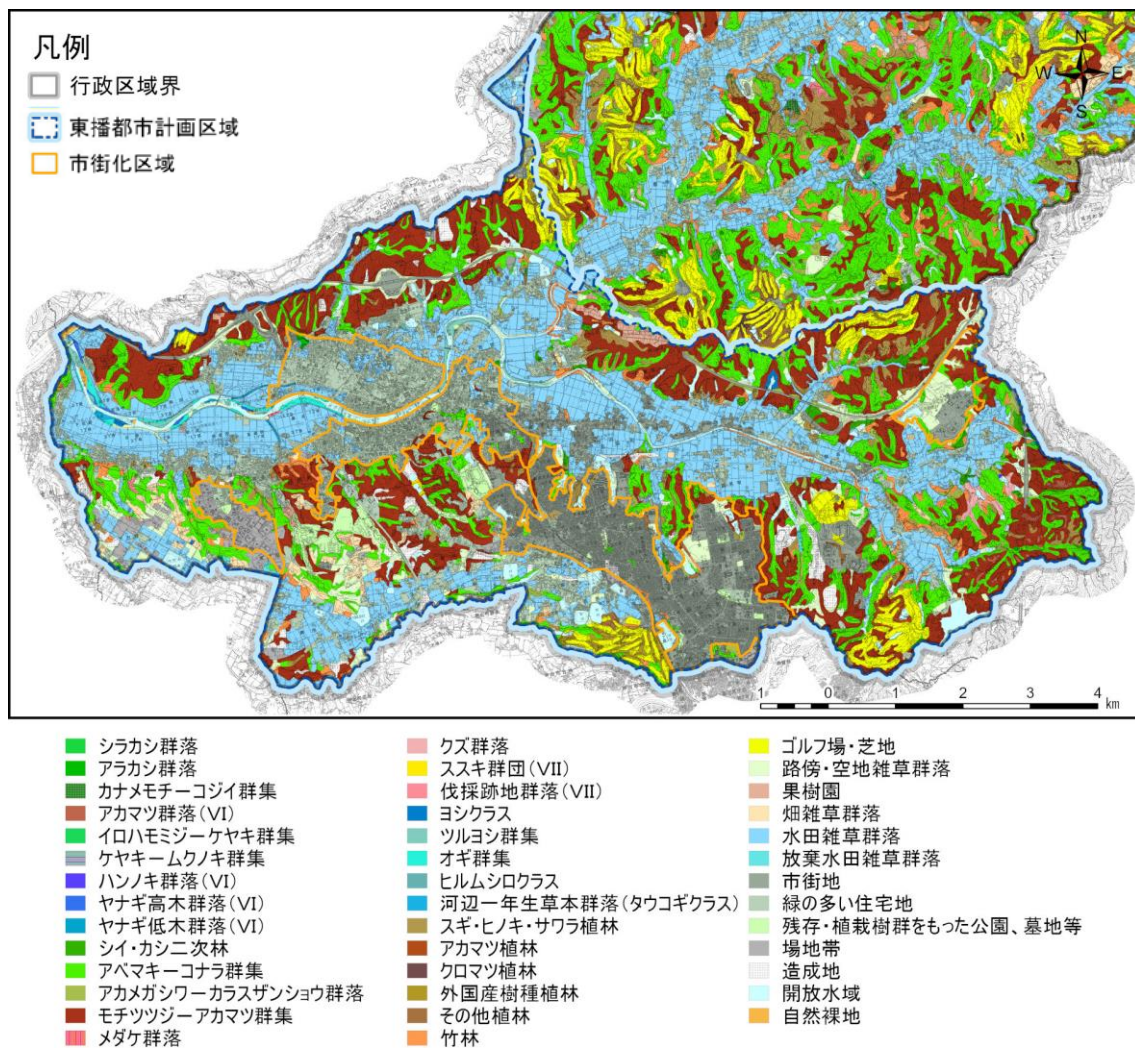 凡例
行政区域界
東播都市計画区域
市街化区域
N
W
E
S
1
0
1
2
3
4
km
シラカシ群落
アラカシ群落
カナメモチーコジイ群集
アカマツ群落(Ⅵ)
イロハモミジーケヤキ群集
ケヤキームクノキ群集
ハンノキ群落(Ⅵ)
ヤナギ高木群落(Ⅵ)
ヤナギ低木群落(Ⅵ)
シイ・カシ二次林
アベマキーコナラ群集
アカメガシワーカラスザンショウ群落
モチツツジーアカマツ群集
メダケ群落
クズ群落
ススキ群団(Ⅶ)
伐採跡地群落(Ⅶ)
ヨシクラス
ツルヨシ群集
オギ群集
ヒルムシロクラス
河辺一年生草本群落(タウコギクラス)
スギ・ヒノキ・サワラ植林
アカマツ植林
クロマツ植林
外国産樹種植林
その他植林
竹林
ゴルフ場・芝地
路傍・空地雑草群落
果樹園
畑雑草群落
水田雑草群落
放棄水田雑草群落
市街地
緑の多い住宅地
残存・植栽樹群をもった公園、墓地等
場地帯
造成地
開放水域
自然裸地